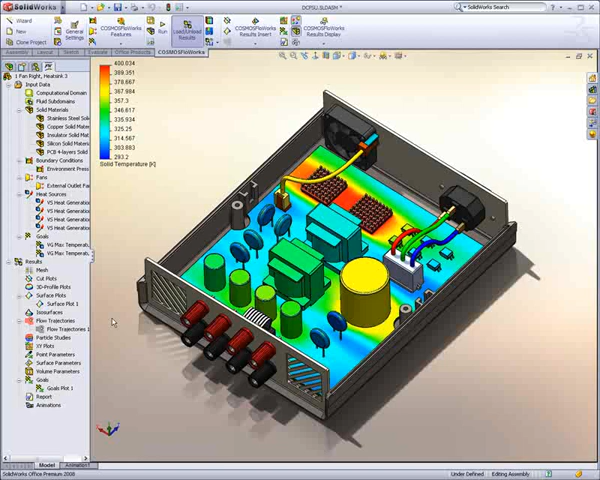 SolidWorks
DCPSU.SLDASM *
SolidWorks Search
Wizard
New
Clone Project
General Settings
COSMOSFloWorks Features
Run
Load/Unload Results
COSMOSFloWorks Results Insert
COSMOSFloWorks Results Display
Assembly
Layout
Sketch
Evaluate
Office Products
COSMOSFloWorks
1 Fan Right, Heatsink 3
Input Data
Computational Domain
Fluid Subdomains
Solid Materials
Stainless Steel Soli
Copper Solid Mater
Insulator Solid Mat
Silicon Solid Materi
PCB 4-layers Solid
Boundary Conditions
Environment Press
Fans
External Outlet Fan
Heat Sources
VS Heat Generation
VS Heat Generation
VS Heat Generation
VS Heat Generation
Goals
VG Max Temperatu
VG Max Temperatu
Results
Mesh
Cut Plots
3D-Profile Plots
Surface Plots
Surface Plot 1
Isosurfaces
Flow Trajectories
Flow Trajectories 1
Particle Studies
XY Plots
Point Parameters
Surface Parameters
Volume Parameters
Goals
Goals Plot 1
Report
Animations
400.034
389.351
378.667
367.984
357.3
346.617
335.934
325.25
314.567
303.883
293.2
Solid Temperature [K]
Model
Animation1
SolidWorks Office Premium 2008
Under Defined
Editing Assembly